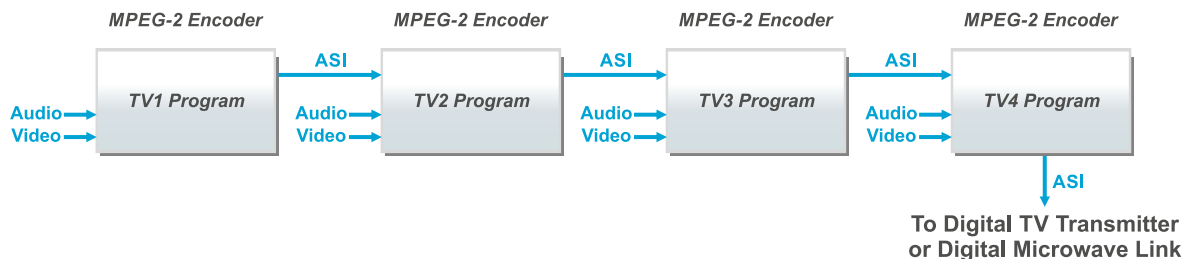 MPEG-2 Encoder
MPEG-2 Encoder
MPEG-2 Encoder
MPEG-2 Encoder
ASI
ASI
ASI
TV1 Program
TV2 Program
TV3 Program
TV4 Program
Audio
Audio
Audio
Audio
Video
Video
Video
Video
ASI
To Digital TV Transmitter
or Digital Microwave Link